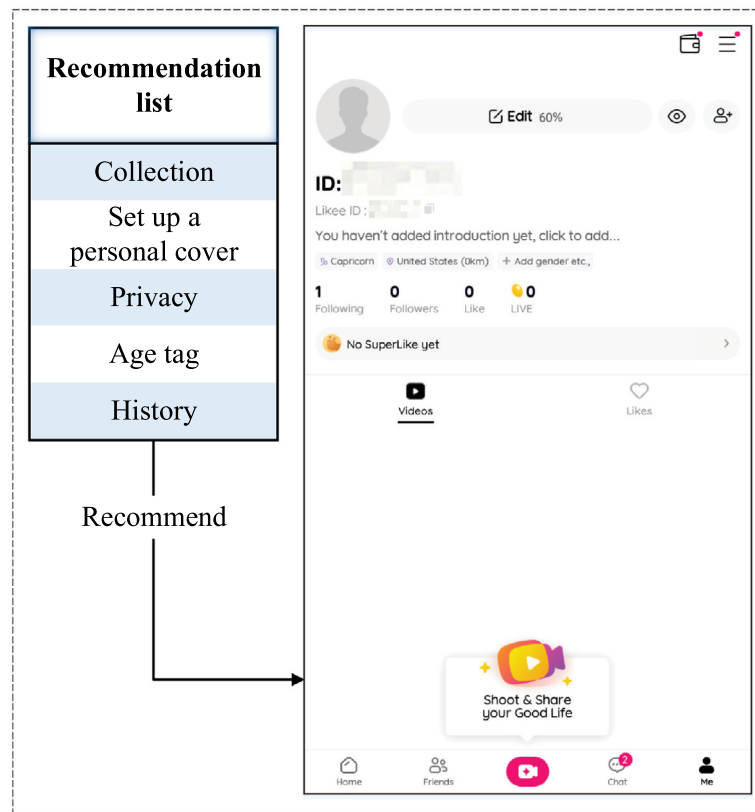 Recommendation
list
Collection
Set up a
personal cover
Privacy
Age tag
History
Recommend
Edit 60%
ID:
Likee ID :
You haven't added introduction yet, click to add...
Capricorn United States (0km) + Add gender etc.,
1 0 0 0
Following Followers Like LIVE
No SuperLike yet
Videos Likes
Shoot & Share
your Good Life
2
Home Friends Chat Me